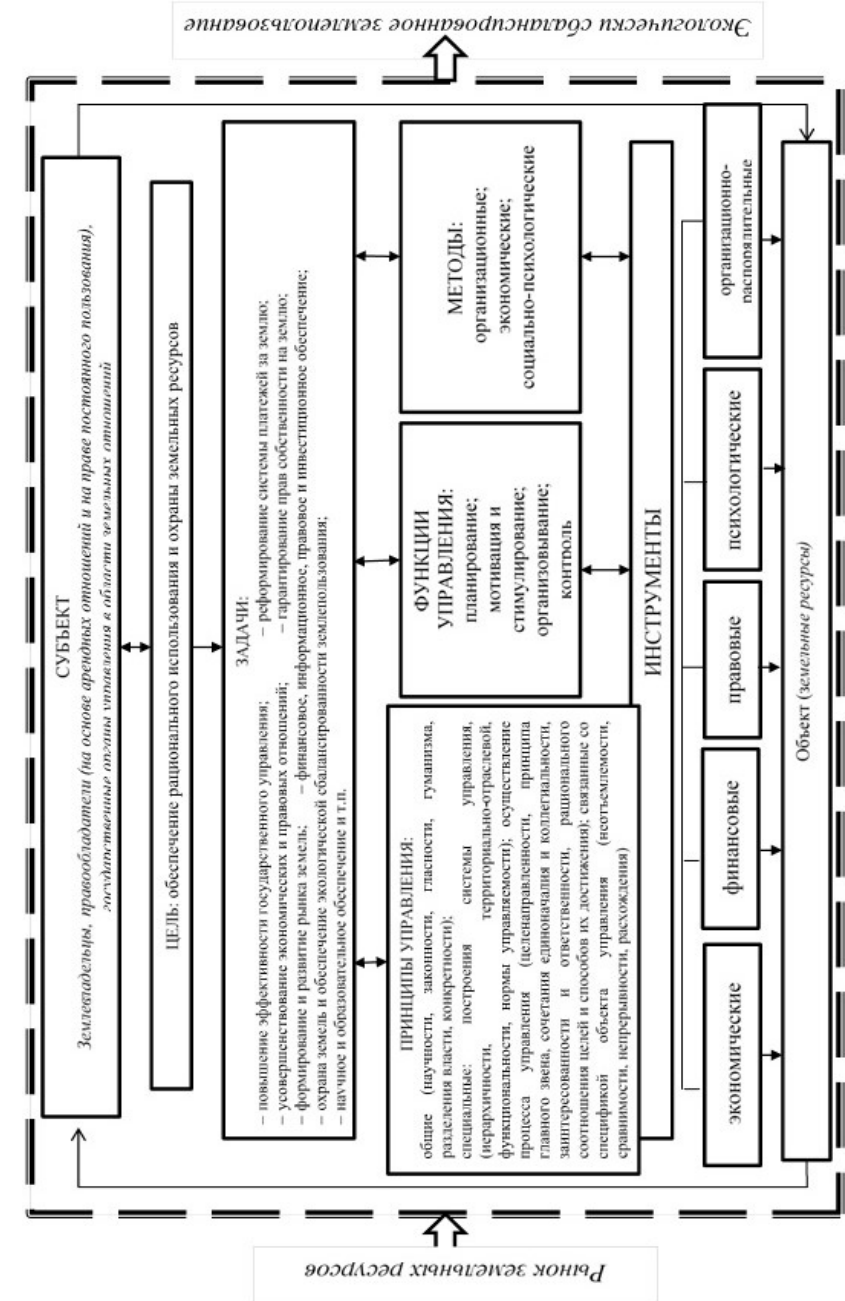 Рынок земельных ресурсов
СУБЪЕКТ
Землевладельцы, правообладатели (на основе арендных отношений и на праве постоянного пользования),
государственные органы управления в области земельных отношений
ЦЕЛЬ: обеспечение рационального использования и охраны земельных ресурсов
ЗАДАЧИ:
– повышение эффективности государственного управления; – реформирование системы платежей за землю;
– усовершенствование экономических и правовых отношений; – гарантирование прав собственности на землю;
– формирование и развитие рынка земель; – финансовое, информационное, правовое и инвестиционное обеспечение;
– охрана земель и обеспечение экологической сбалансированности землепользования;
– научное и образовательное обеспечение и т.п.
ПРИНЦИПЫ УПРАВЛЕНИЯ:
общие (научности, законности, гласности, гуманизма,
разделения власти, конкретности);
специальные: построения системы управления,
(иерархичности, территориально-отраслевой,
функциональности, нормы управляемости); осуществление
процесса управления (целенаправленности, принципа
главного звена, сочетания единоначалия и коллегиальности,
заинтересованности и ответственности, рационального
соотношения целей и способов их достижения); связанные со
спецификой объекта управления (неотъемлемости,
сравнимости, непрерывности, расхождения)
ФУНКЦИИ
УПРАВЛЕНИЯ:
планирование;
мотивация и
стимулирование;
организовывание;
контроль
МЕТОДЫ:
организационные;
экономические;
социально-психологические
ИНСТРУМЕНТЫ
экономические
финансовые
правовые
психологические
организационно-
распорядительные
Объект (земельные ресурсы)
Экологически сбалансированное землепользование